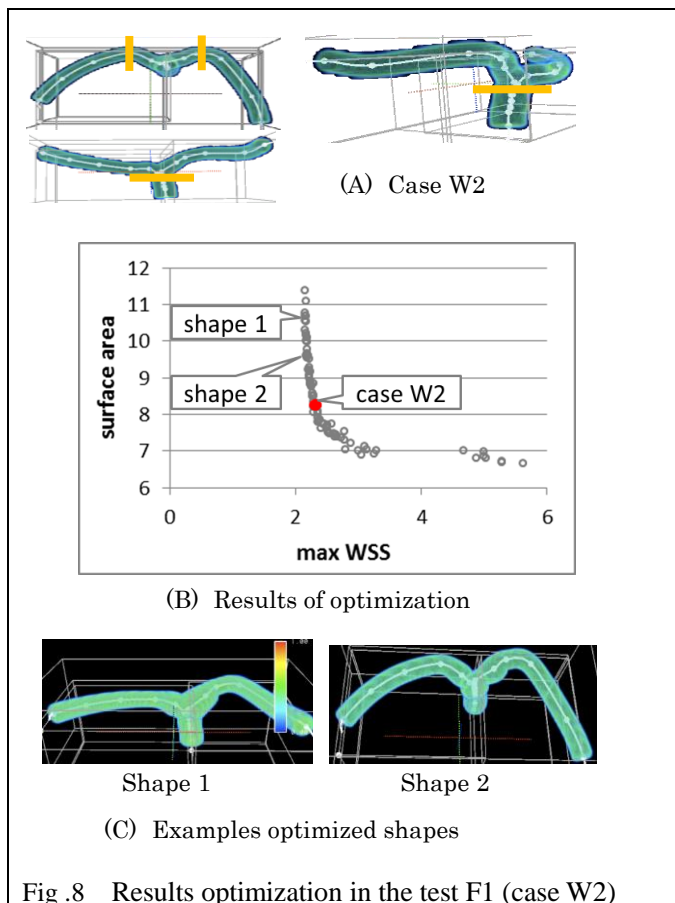 (A) Case W2
12
11
10
9
8
7
6
surface area
shape 1
shape 2
case W2
0 2 4 6
max WSS
(B) Results of optimization
1.00
Shape 1 Shape 2
(C) Examples optimized shapes
Fig .8 Results optimization in the test F1 (case W2)